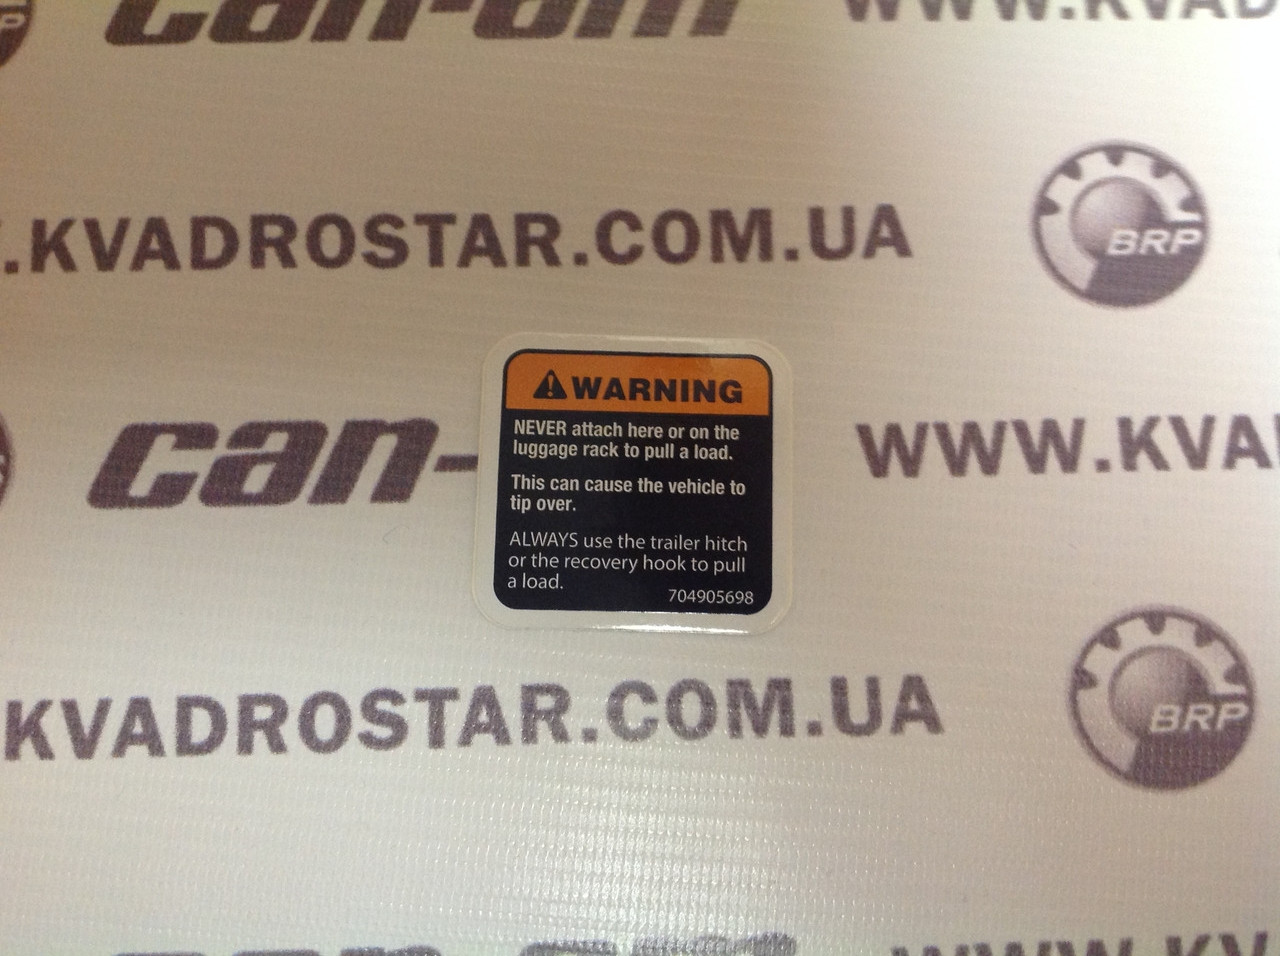 can-am
WWW.KVAD
.KVADROSTAR.COM.UA
BRP
can-
WARNING
NEVER attach here or on the
luggage rack to pull a load.
This can cause the vehicle to
tip over.
ALWAYS use the trailer hitch
or the recovery hook to pull
a load.
704905698
WWW.KVA
KVADROSTAR.COM.UA
BRP